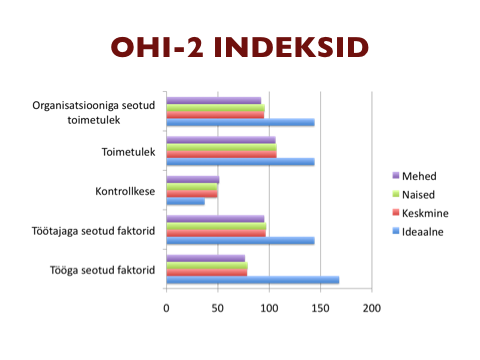 OHI-2 INDEKSID
Organisatsiooniga seotud
toimetulek
Toimetulek
Kontrollkese
Töötajaga seotud faktorid
Tööga seotud faktorid
0 50 100 150 200
Mehed
Naised
Keskmine
Ideaalne